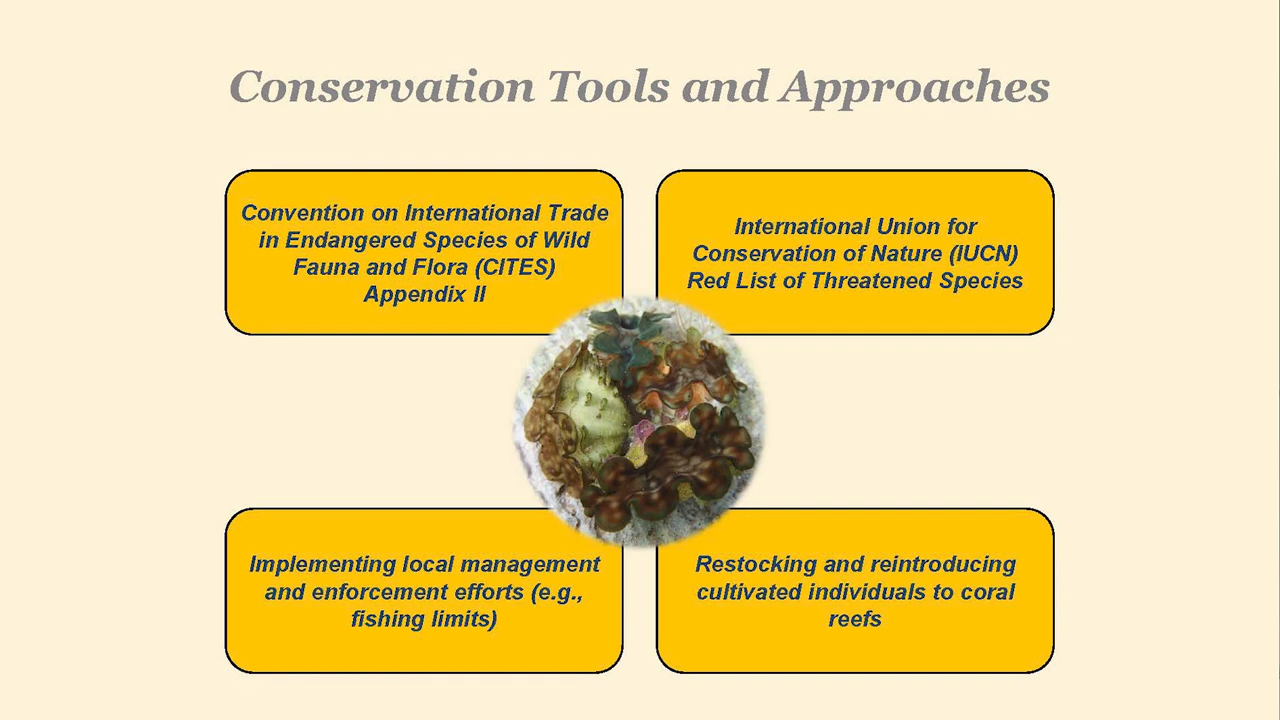 Conservation Tools and Approaches
Convention on International Trade
in Endangered Species of Wild
Fauna and Flora (CITES)
Appendix II
International Union for
Conservation of Nature (IUCN)
Red List of Threatened Species
Implementing local management
and enforcement efforts (e.g.,
fishing limits)
Restocking and reintroducing
cultivated individuals to coral
reefs